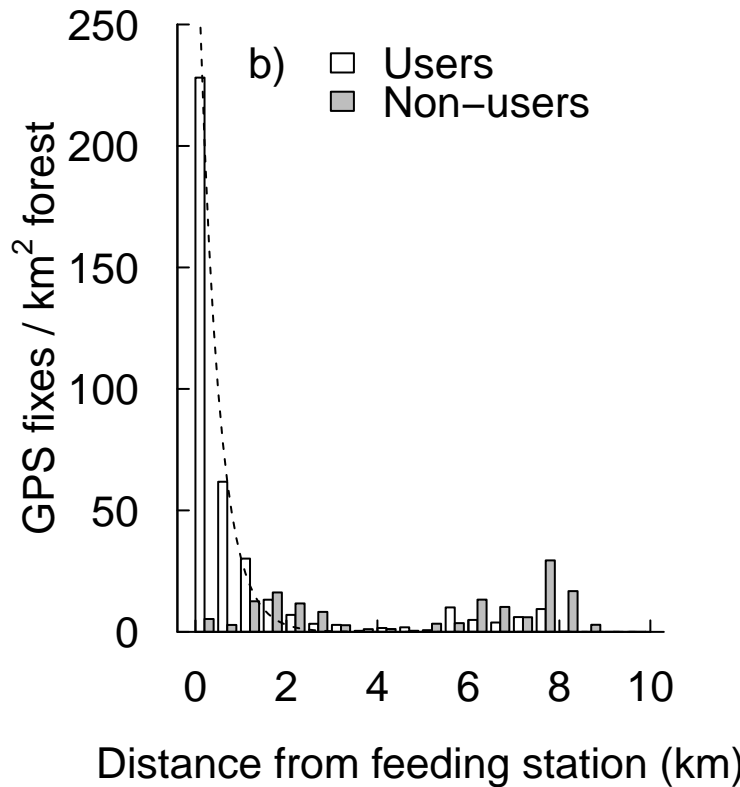 b) Users
Non−users
250
200
150
100
50
0
GPS fixes / km² forest
0 2 4 6 8 10
Distance from feeding station (km)